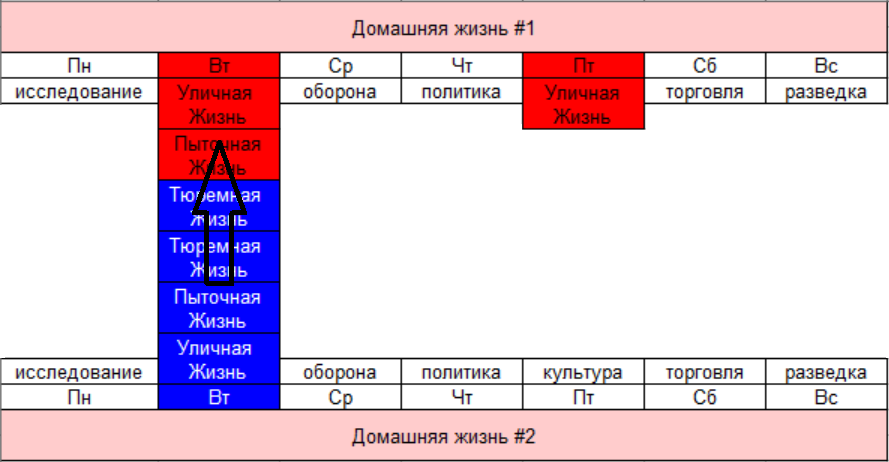 Домашняя жизнь #1
Пн Вт Ср Чт Пт Сб Вс
исследование Уличная оборона политика Уличная торговля разведка
Жизнь Жизнь
Пыточная
Жизнь
Тюремная
Жизнь
Тюремная
Жизнь
Пыточная
Жизнь
Уличная
исследование Жизнь оборона политика культура торговля разведка
Пн Вт Ср Чт Пт Сб Вс
Домашняя жизнь #2